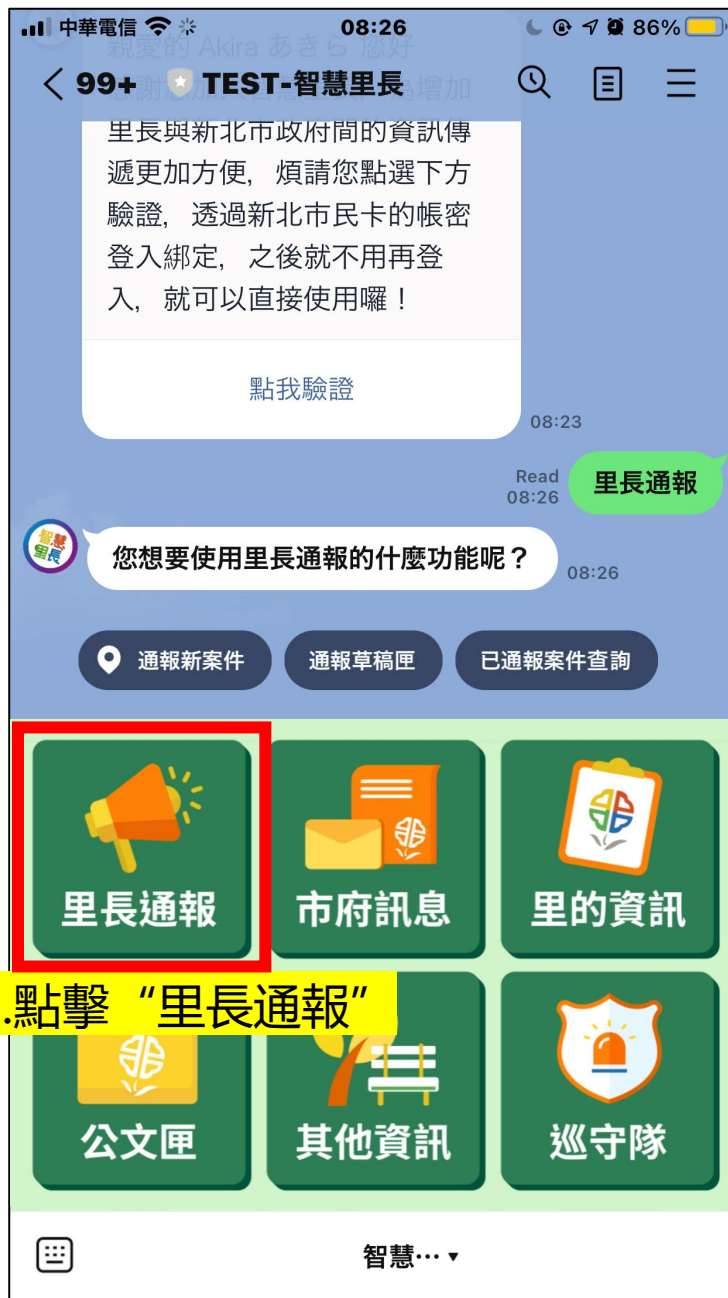 中華電信 08:26 86%
親愛的 Akira あきら 您好
99+ TEST-智慧里長
里長與新北市政府間的資訊傳
遞更加方便，煩請您點選下方
驗證，透過新北市民卡的帳密
登入綁定，之後就不用再登
入，就可以直接使用囉！
點我驗證
08:23
Read
08:26
里長通報
智慧
里長
您想要使用里長通報的什麼功能呢？
08:26
通報新案件 通報草稿匣 已通報案件查詢
里長通報 市府訊息 里的資訊
.點擊“里長通報”
公文匣 其他資訊 巡守隊
智慧…